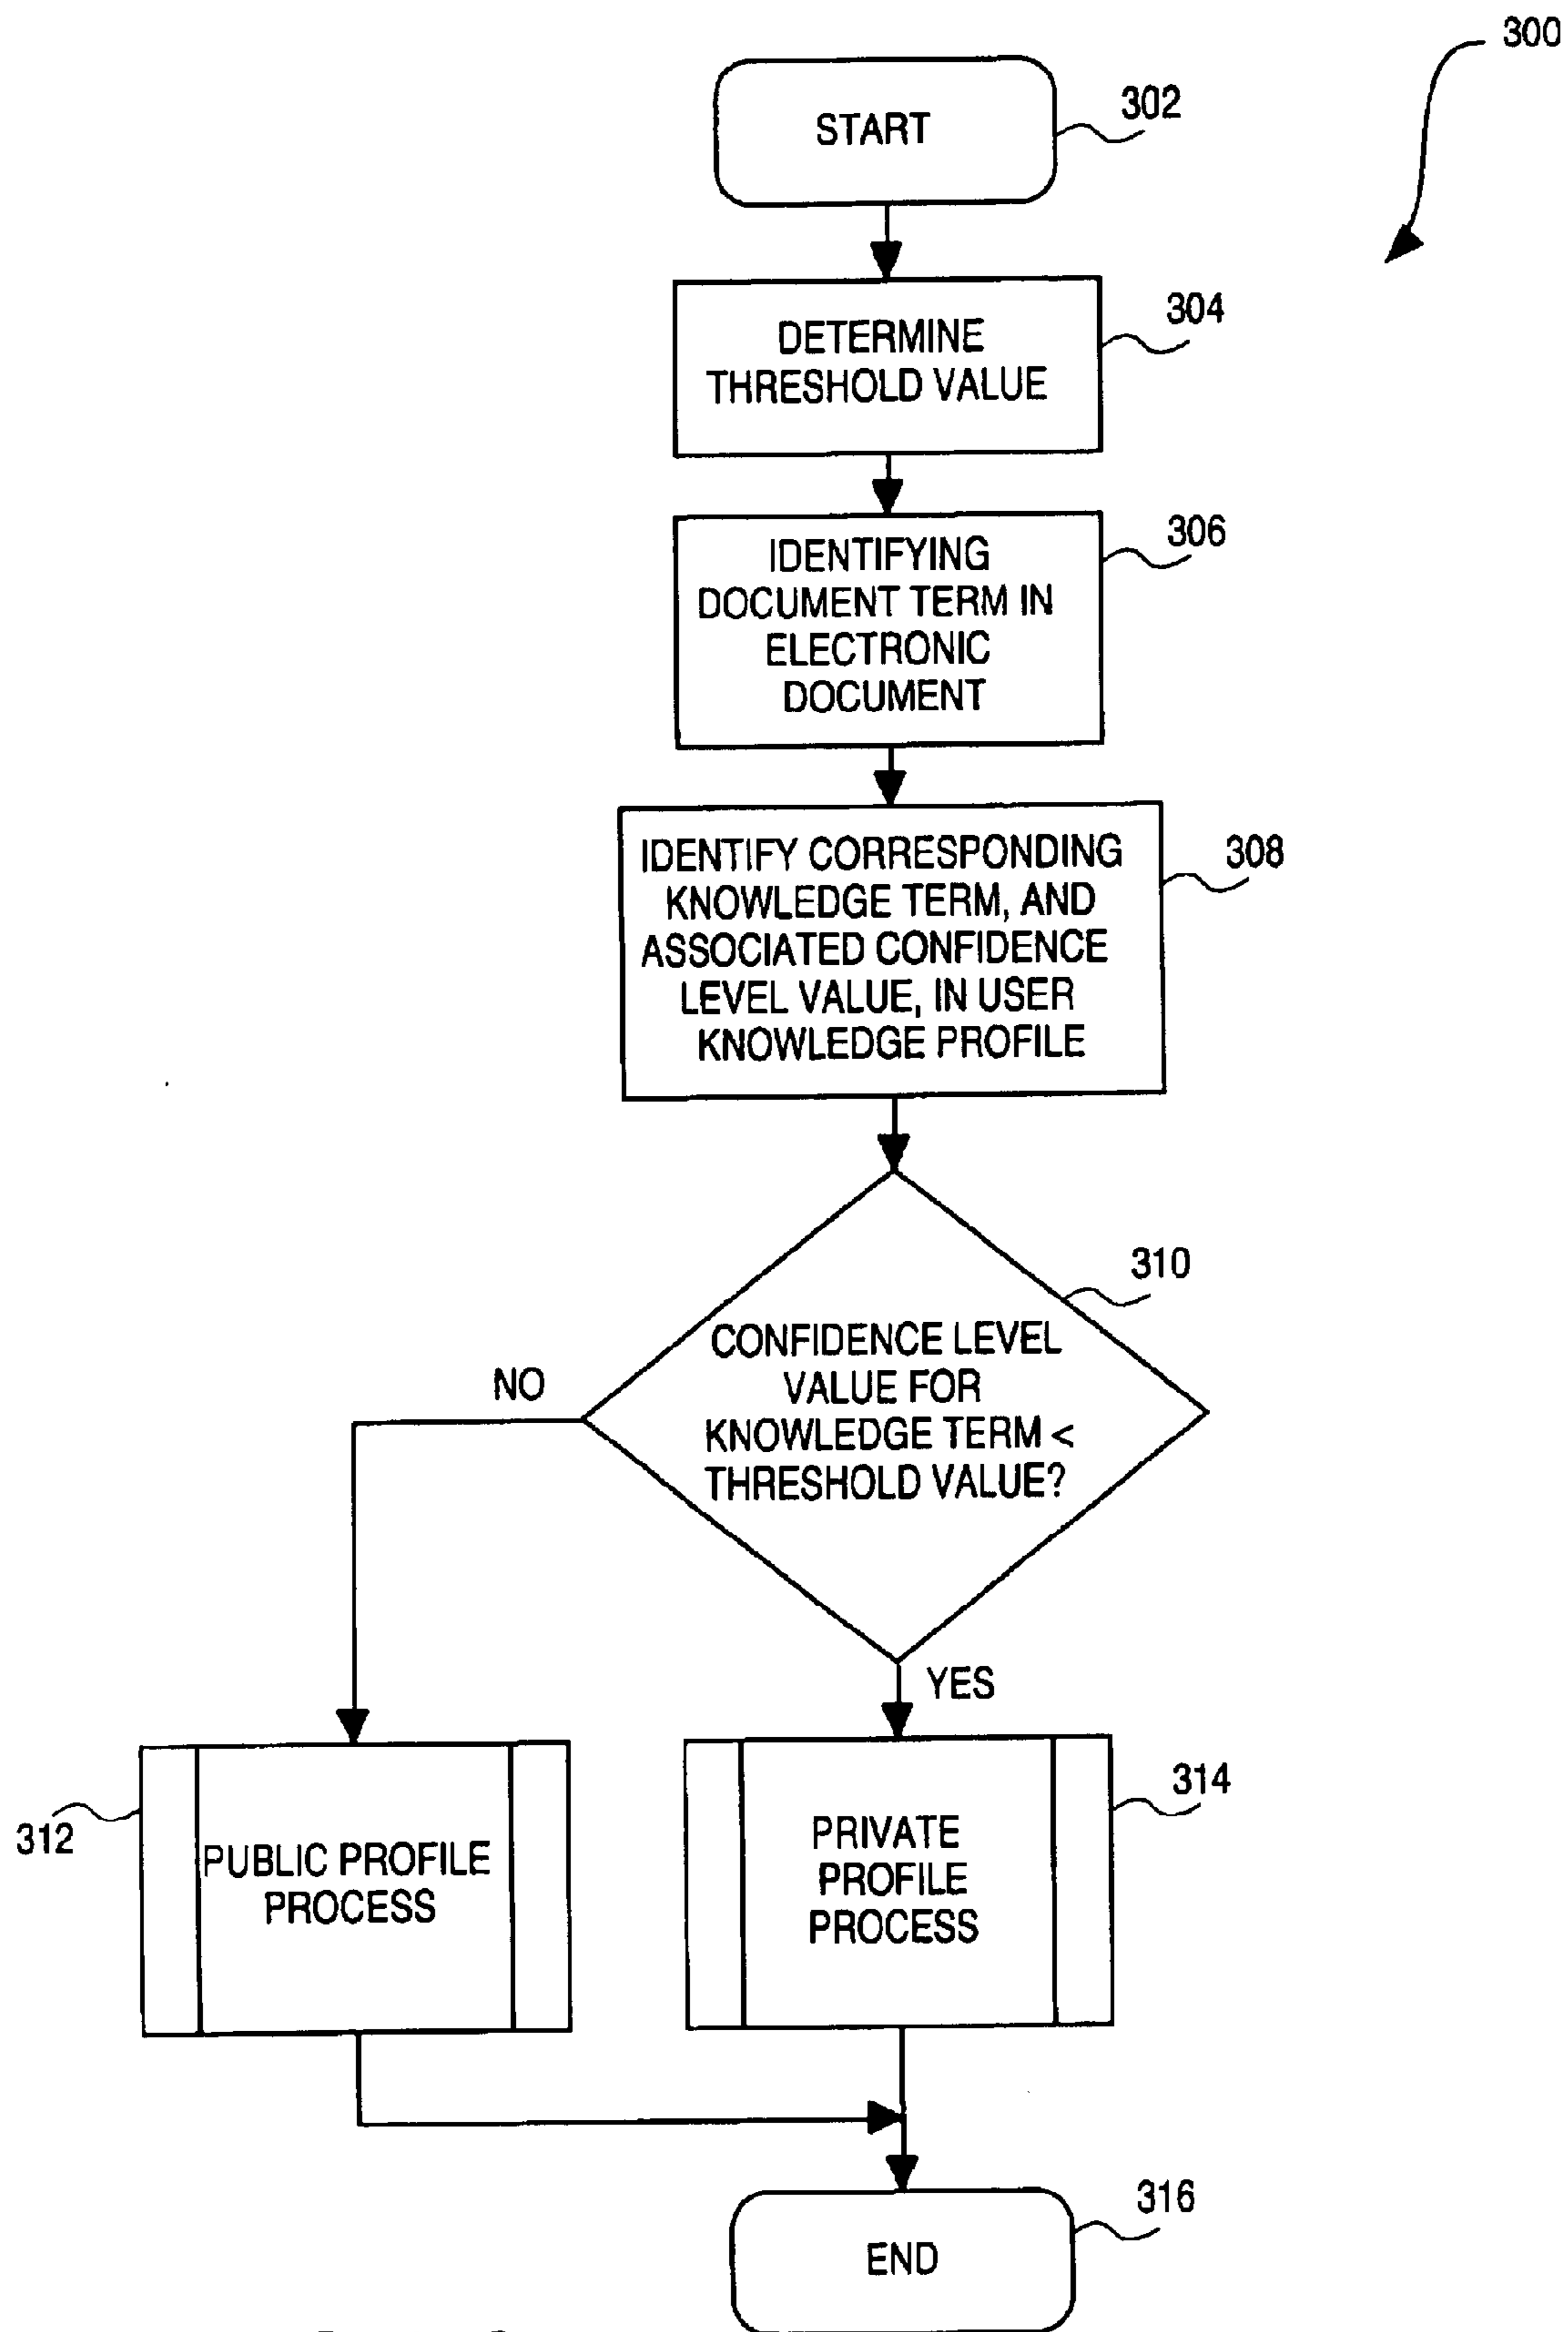 300
START
302
DETERMINE
THRESHOLD VALUE
304
IDENTIFYING
DOCUMENT TERM IN
ELECTRONIC
DOCUMENT
306
IDENTIFY CORRESPONDING
KNOWLEDGE TERM, AND
ASSOCIATED CONFIDENCE
LEVEL VALUE, IN USER
KNOWLEDGE PROFILE
308
310
CONFIDENCE LEVEL
VALUE FOR
KNOWLEDGE TERM <
THRESHOLD VALUE?
NO
YES
312
PUBLIC PROFILE
PROCESS
PRIVATE
PROFILE
PROCESS
314
END
316